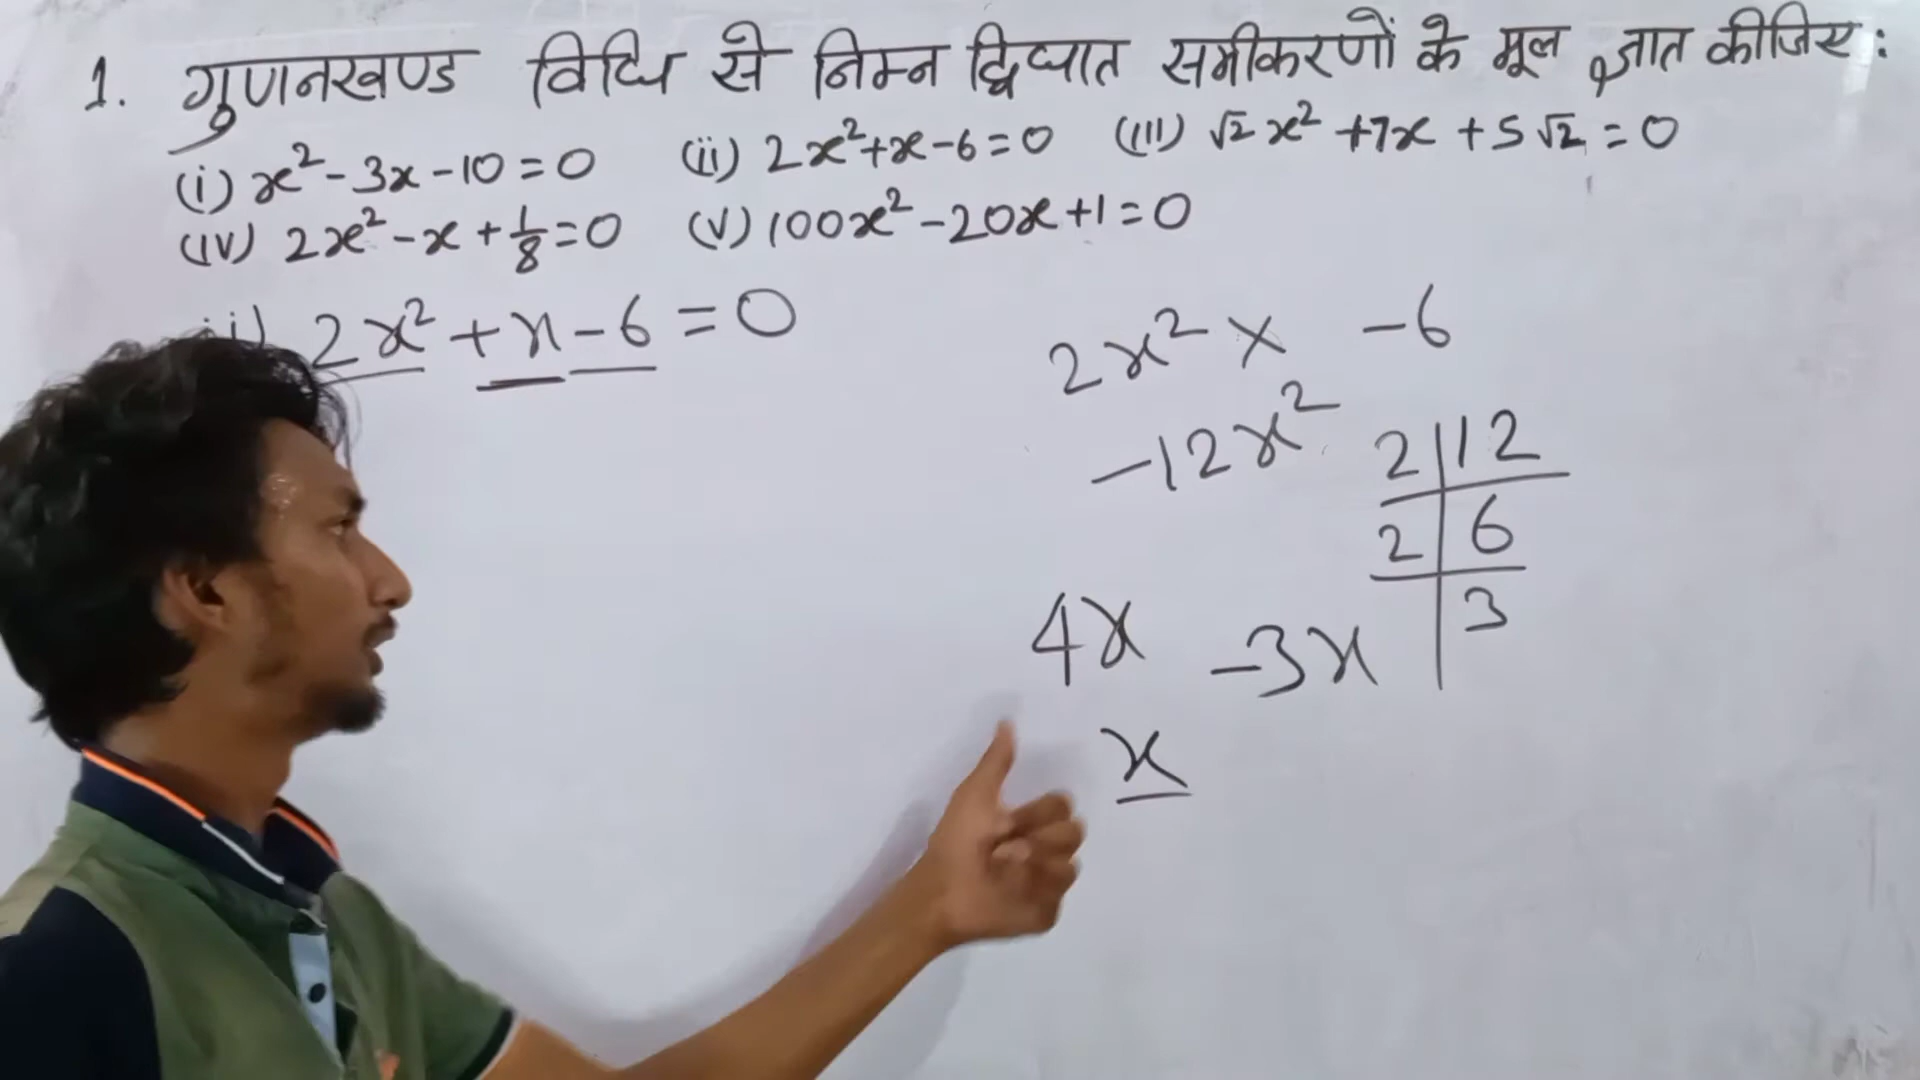 1. गुणनखण्ड विधि से निम्न द्विघात समीकरणों के मूल ज्ञात कीजिए :
(i) x² - 3x - 10 = 0 (ii) 2x² + x - 6 = 0 (iii) √2 x² + 7x + 5√2 = 0
(iv) 2x² - x + 1/8 = 0 (v) 100x² - 20x + 1 = 0
ii) 2x² + x - 6 = 0
2x² × -6
-12x²
2 | 12
2 | 6
| 3
4x -3x
x